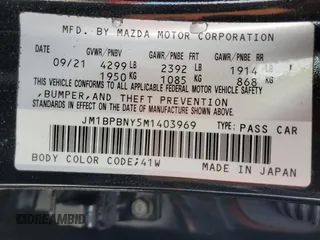 MFD. BY MAZDA MOTOR CORPORATION
GVWR/PNBV GAWR/PNBE FRT GAWR/PNBE RR
09/21 4299 LB 2392 LB 1914 LB
1950 KG 1085 KG 868 KG
THIS VEHICLE CONFORMS TO ALL APPLICABLE FEDERAL MOTOR VEHICLE SAFETY
,BUMPER, AND THEFT PREVENTION
STANDARDS IN EFFECT ON THE DATE OF MANUFACTURE SHOWN ABOVE.
JM1BPBNY5M1403969 TYPE: PASS CAR
BODY COLOR CODE:41W MADE IN JAPAN
DREAMBID